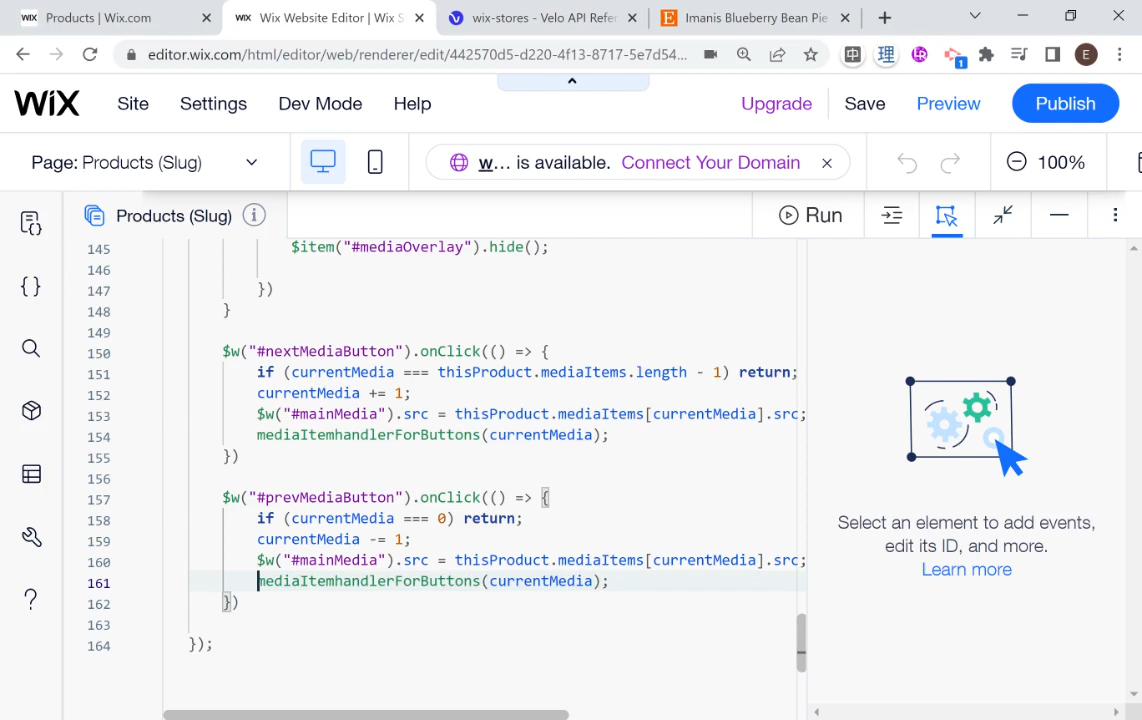 Products | Wix.com
Wix Website Editor | Wix S
wix-stores - Velo API Refer
Imanis Blueberry Bean Pie
editor.wix.com/html/editor/web/renderer/edit/442570d5-d220-4f13-8717-5e7d54...
中
理
1
E
WiX
Site
Settings
Dev Mode
Help
Upgrade
Save
Preview
Publish
Page: Products (Slug)
w... is available. Connect Your Domain
100%
Products (Slug)
Run
145 $item("#mediaOverlay").hide();
146
147 })
148 }
149
150 $w("#nextMediaButton").onClick(() => {
151 if (currentMedia === thisProduct.mediaItems.length - 1) return;
152 currentMedia += 1;
153 $w("#mainMedia").src = thisProduct.mediaItems[currentMedia].src;
154 mediaItemhandlerForButtons(currentMedia);
155 })
156
157 $w("#prevMediaButton").onClick(() => {
158 if (currentMedia === 0) return;
159 currentMedia -= 1;
160 $w("#mainMedia").src = thisProduct.mediaItems[currentMedia].src;
161 mediaItemhandlerForButtons(currentMedia);
162 })
163
164 });
Select an element to add events,
edit its ID, and more.
Learn more